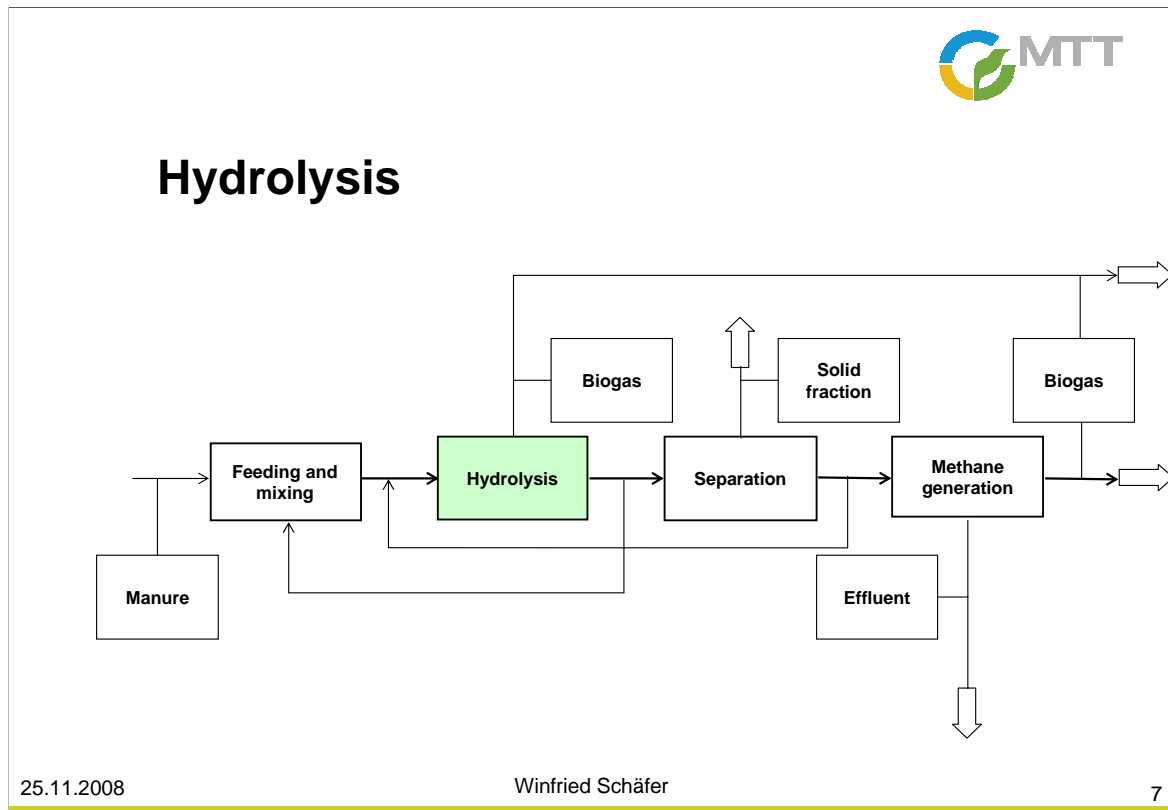 MTT
Hydrolysis
Biogas
Solid
fraction
Biogas
Feeding and
mixing
Hydrolysis
Separation
Methane
generation
Manure
Effluent
25.11.2008
Winfried Schäfer
7